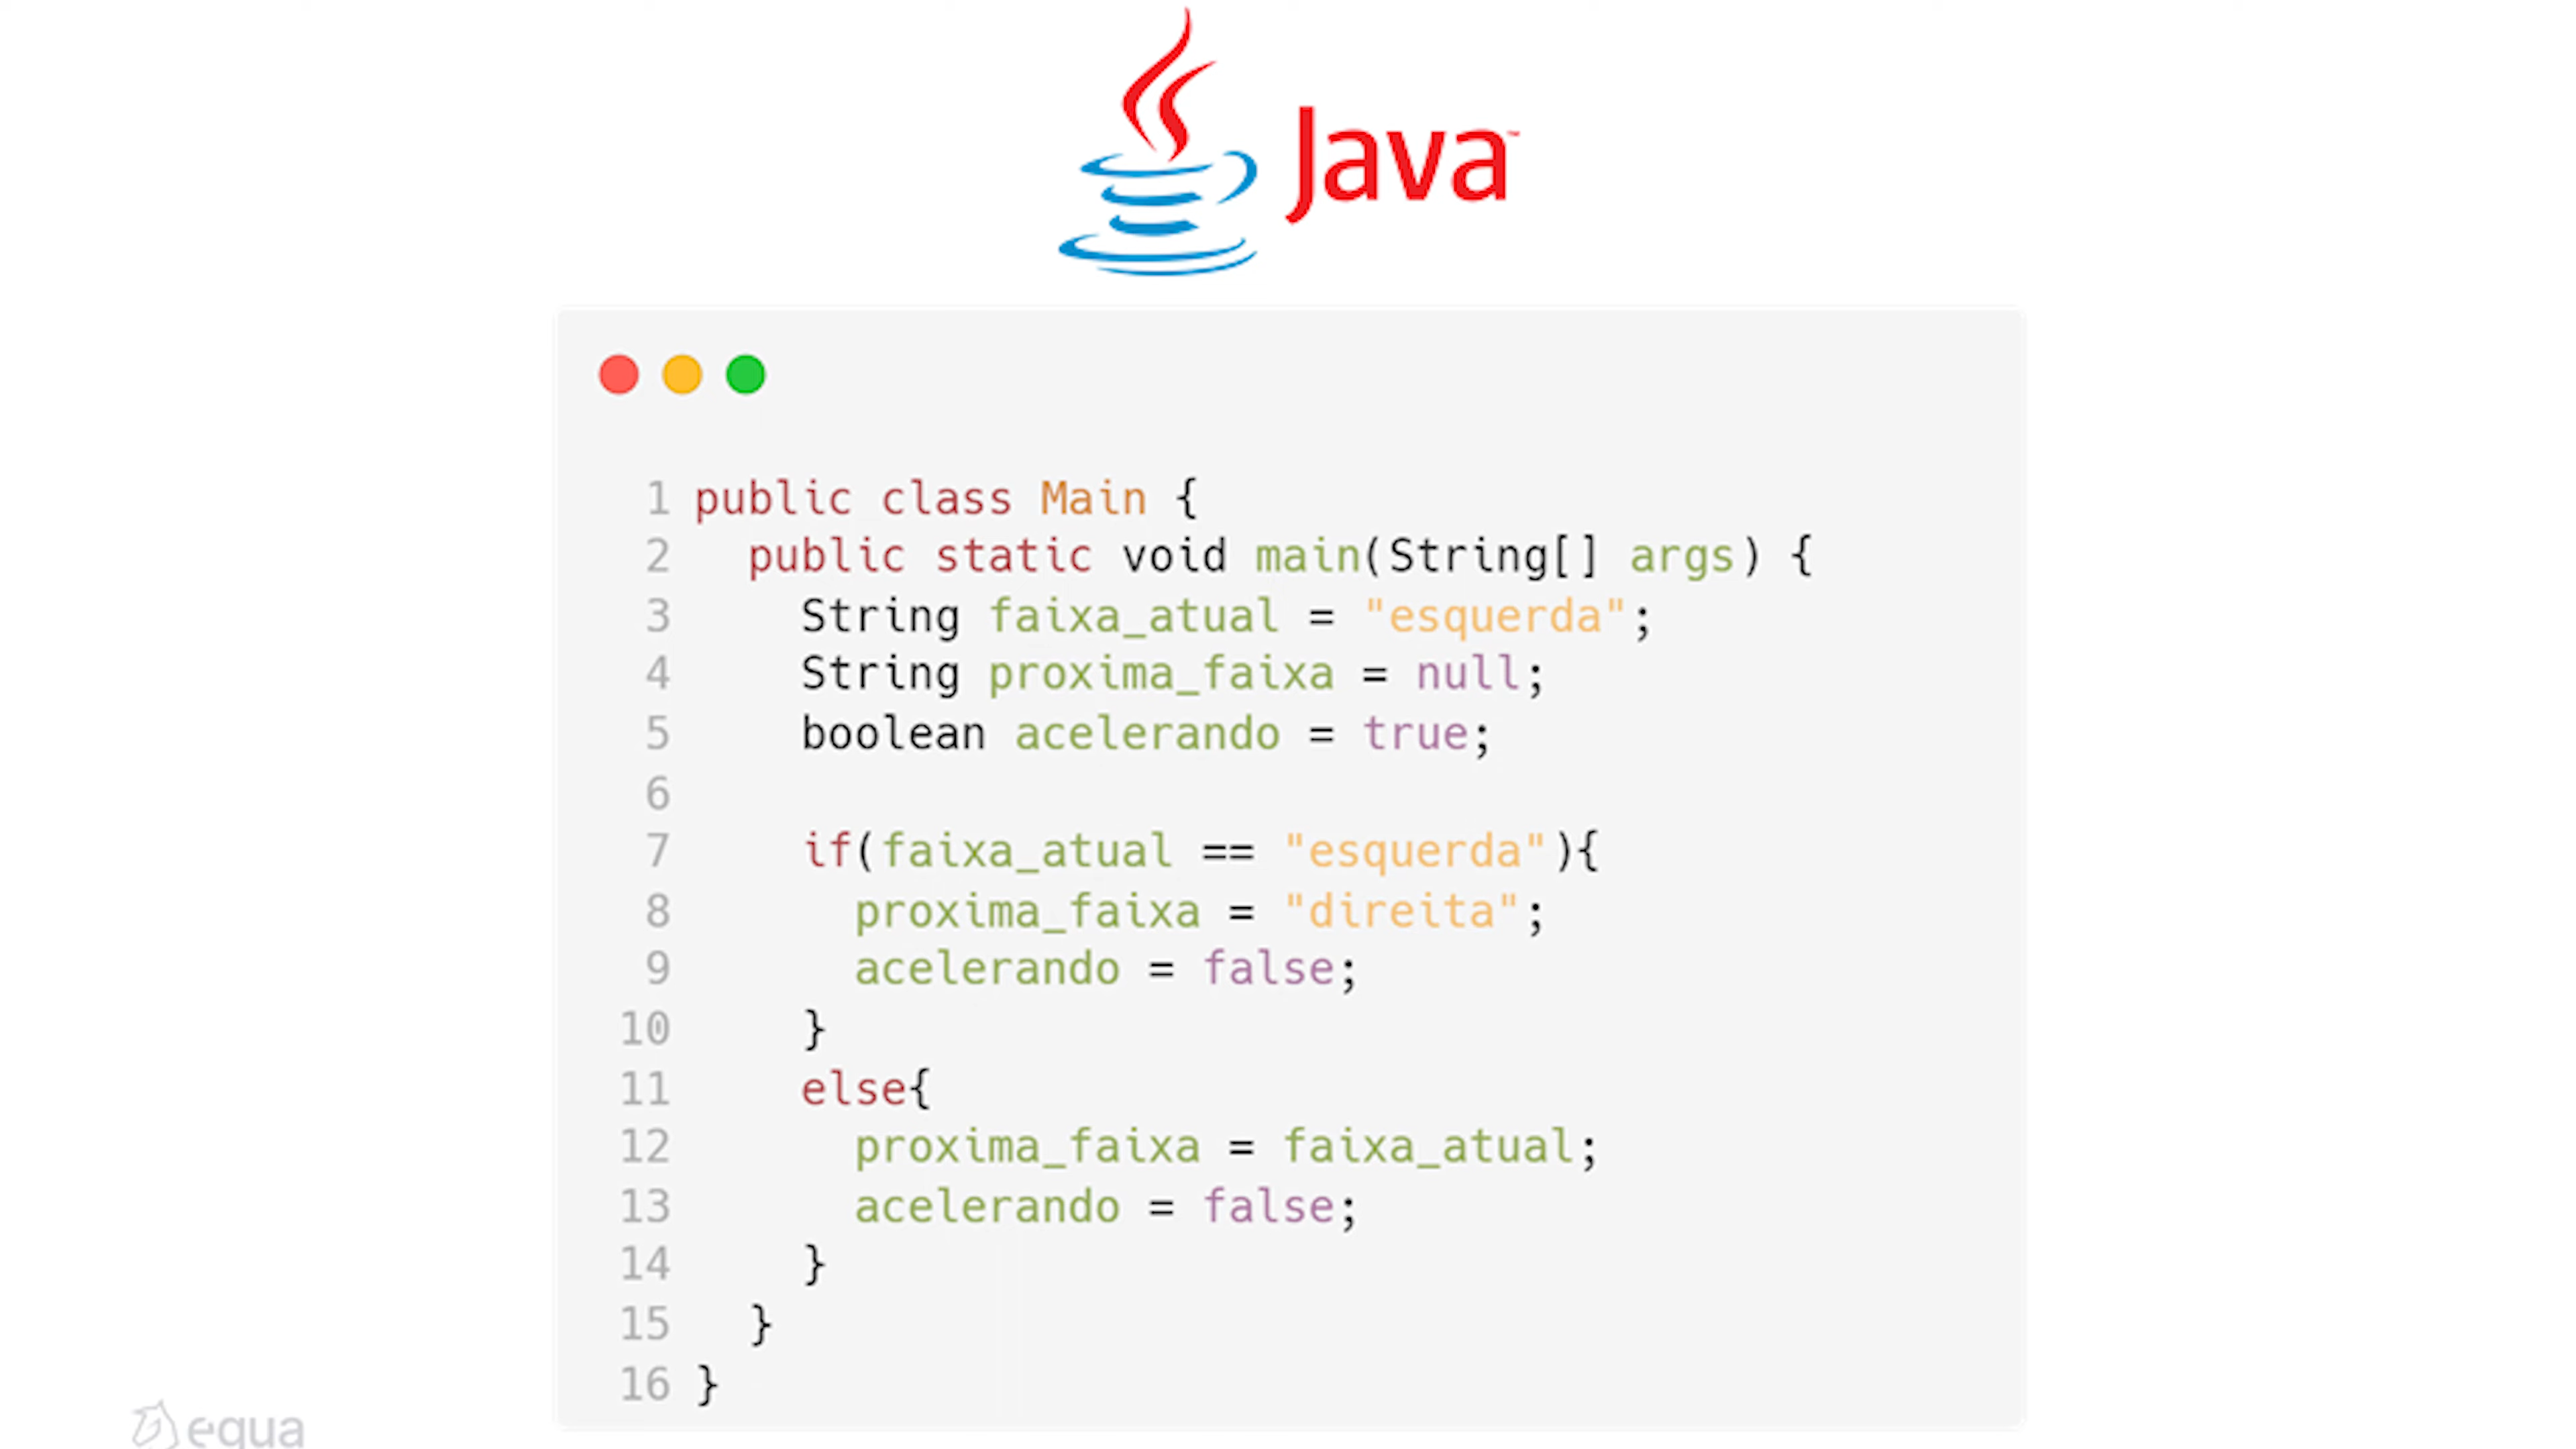 Java™
1 public class Main {
2   public static void main(String[] args) {
3     String faixa_atual = "esquerda";
4     String proxima_faixa = null;
5     boolean acelerando = true;
6
7     if(faixa_atual == "esquerda"){
8       proxima_faixa = "direita";
9       acelerando = false;
10     }
11     else{
12       proxima_faixa = faixa_atual;
13       acelerando = false;
14     }
15   }
16 }
equa